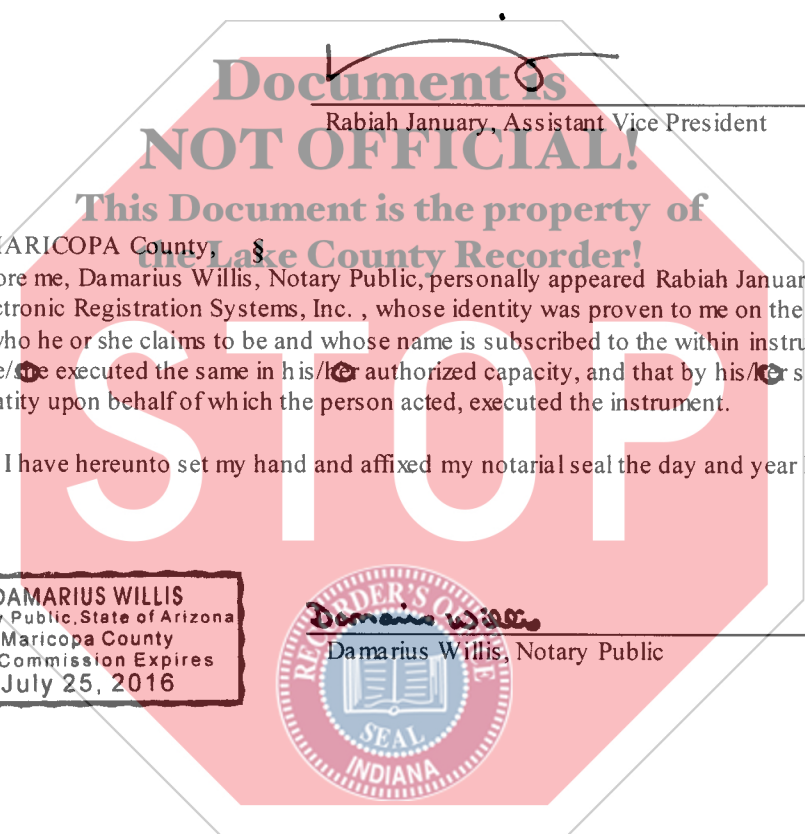 Document is
Rabiah January, Assistant Vice President
NOT OFFICIAL!
This Document is the property of
the Lake County Recorder!
MARICOPA County, §
ore me, Damarius Willis, Notary Public, personally appeared Rabiah Januar
ctronic Registration Systems, Inc. , whose identity was proven to me on the
who he or she claims to be and whose name is subscribed to the within instru
e/she executed the same in his/her authorized capacity, and that by his/her s
ntity upon behalf of which the person acted, executed the instrument.
I have hereunto set my hand and affixed my notarial seal the day and year
STOP
DAMARIUS WILLIS
y Public, State of Arizona
Maricopa County
Commission Expires
July 25, 2016
Damarius Willis
Damarius Willis, Notary Public
RECORDER'S OFFICE
SEAL
INDIANA